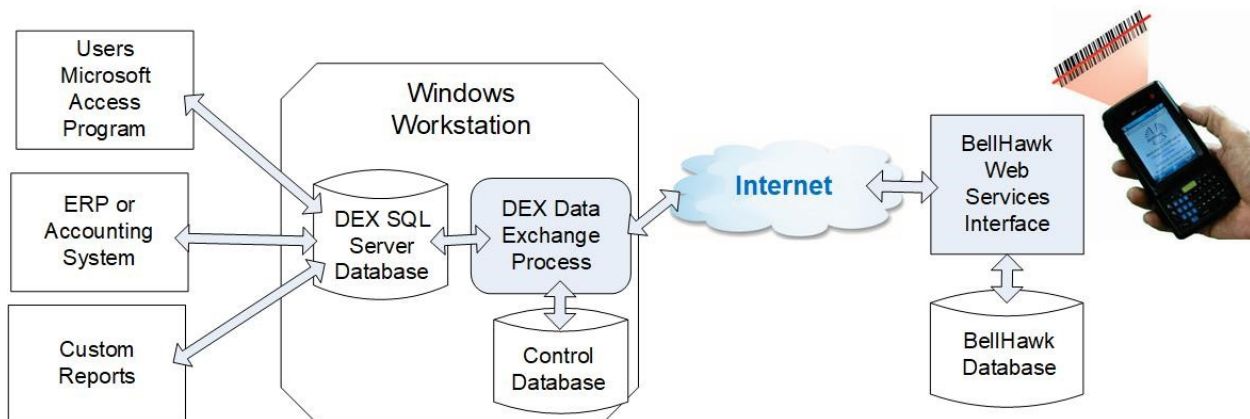 Users
Microsoft
Access
Program
ERP or
Accounting
System
Custom
Reports
Windows
Workstation
DEX SQL
Server
Database
DEX Data
Exchange
Process
Control
Database
Internet
BellHawk
Web
Services
Interface
BellHawk
Database